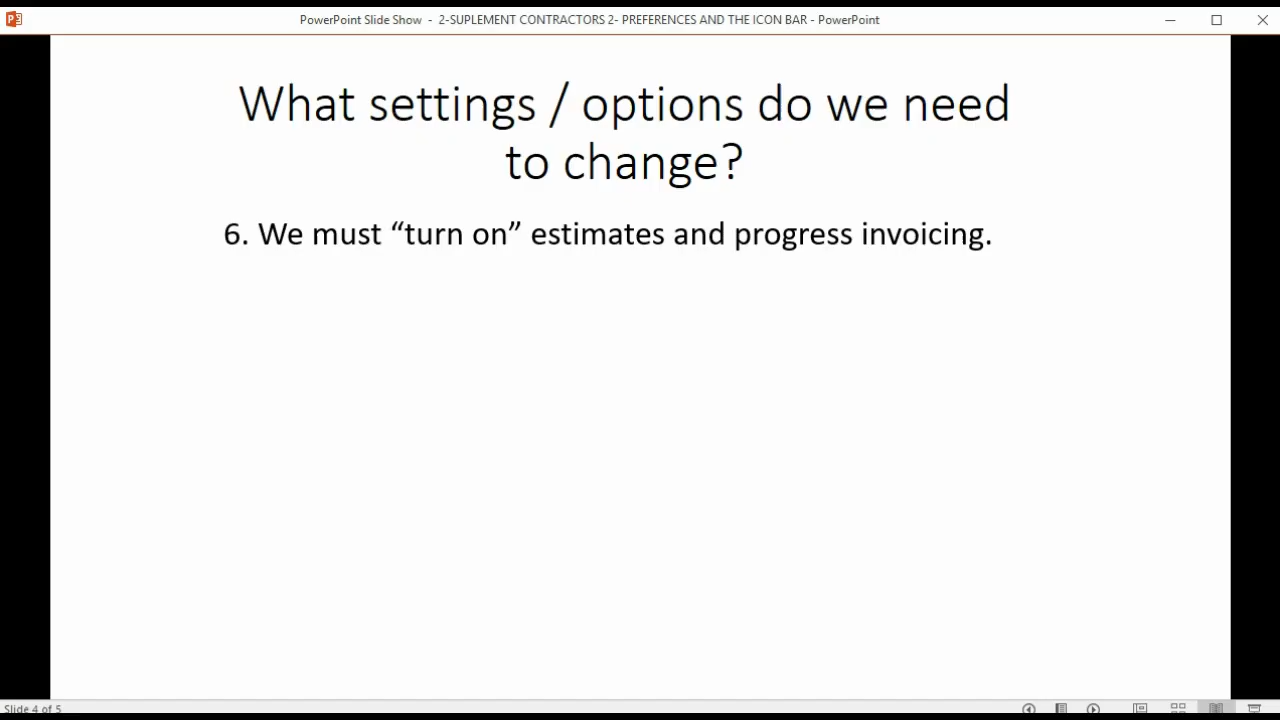 PowerPoint Slide Show - 2-SUPLEMENT CONTRACTORS 2- PREFERENCES AND THE ICON BAR - PowerPoint
What settings / options do we need
to change?
6. We must “turn on” estimates and progress invoicing.
Slide 4 of 5